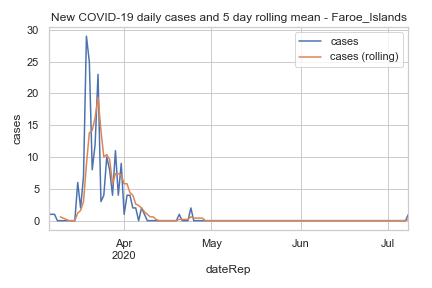 New COVID-19 daily cases and 5 day rolling mean - Faroe_Islands
cases
cases (rolling)
30
25
20
15
10
5
0
cases
Apr
2020
May
Jun
Jul
dateRep